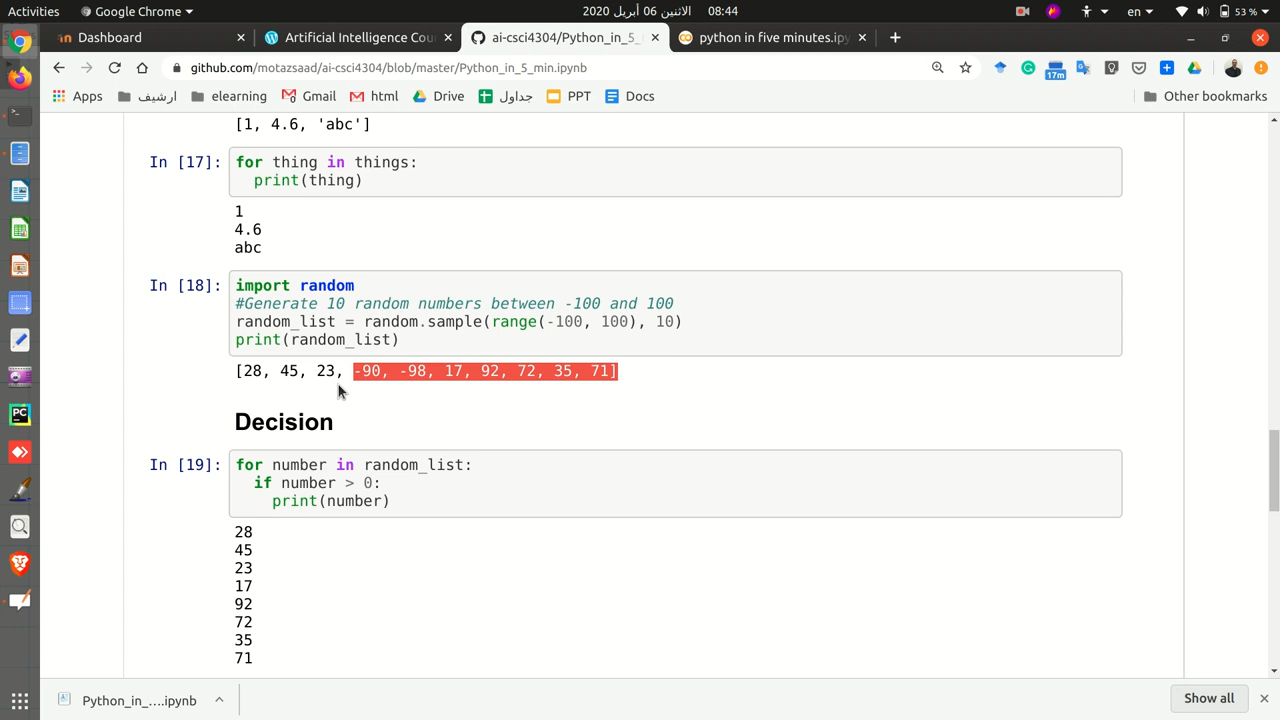 Activities
Google Chrome
الاثنين 06 أبريل 2020 08:44
en
53 %
Dashboard
Artificial Intelligence Cou
ai-csci4304/Python_in_5_
python in five minutes.ipy
github.com/motazsaad/ai-csci4304/blob/master/Python_in_5_min.ipynb
17m
Apps
ارشيف
elearning
Gmail
html
Drive
جداول
PPT
Docs
Other bookmarks
[1, 4.6, 'abc']
In [17]:
for thing in things:
  print(thing)
1
4.6
abc
In [18]:
import random
#Generate 10 random numbers between -100 and 100
random_list = random.sample(range(-100, 100), 10)
print(random_list)
[28, 45, 23, -90, -98, 17, 92, 72, 35, 71]
Decision
In [19]:
for number in random_list:
  if number > 0:
    print(number)
28
45
23
17
92
72
35
71
Python_in_....ipynb
Show all